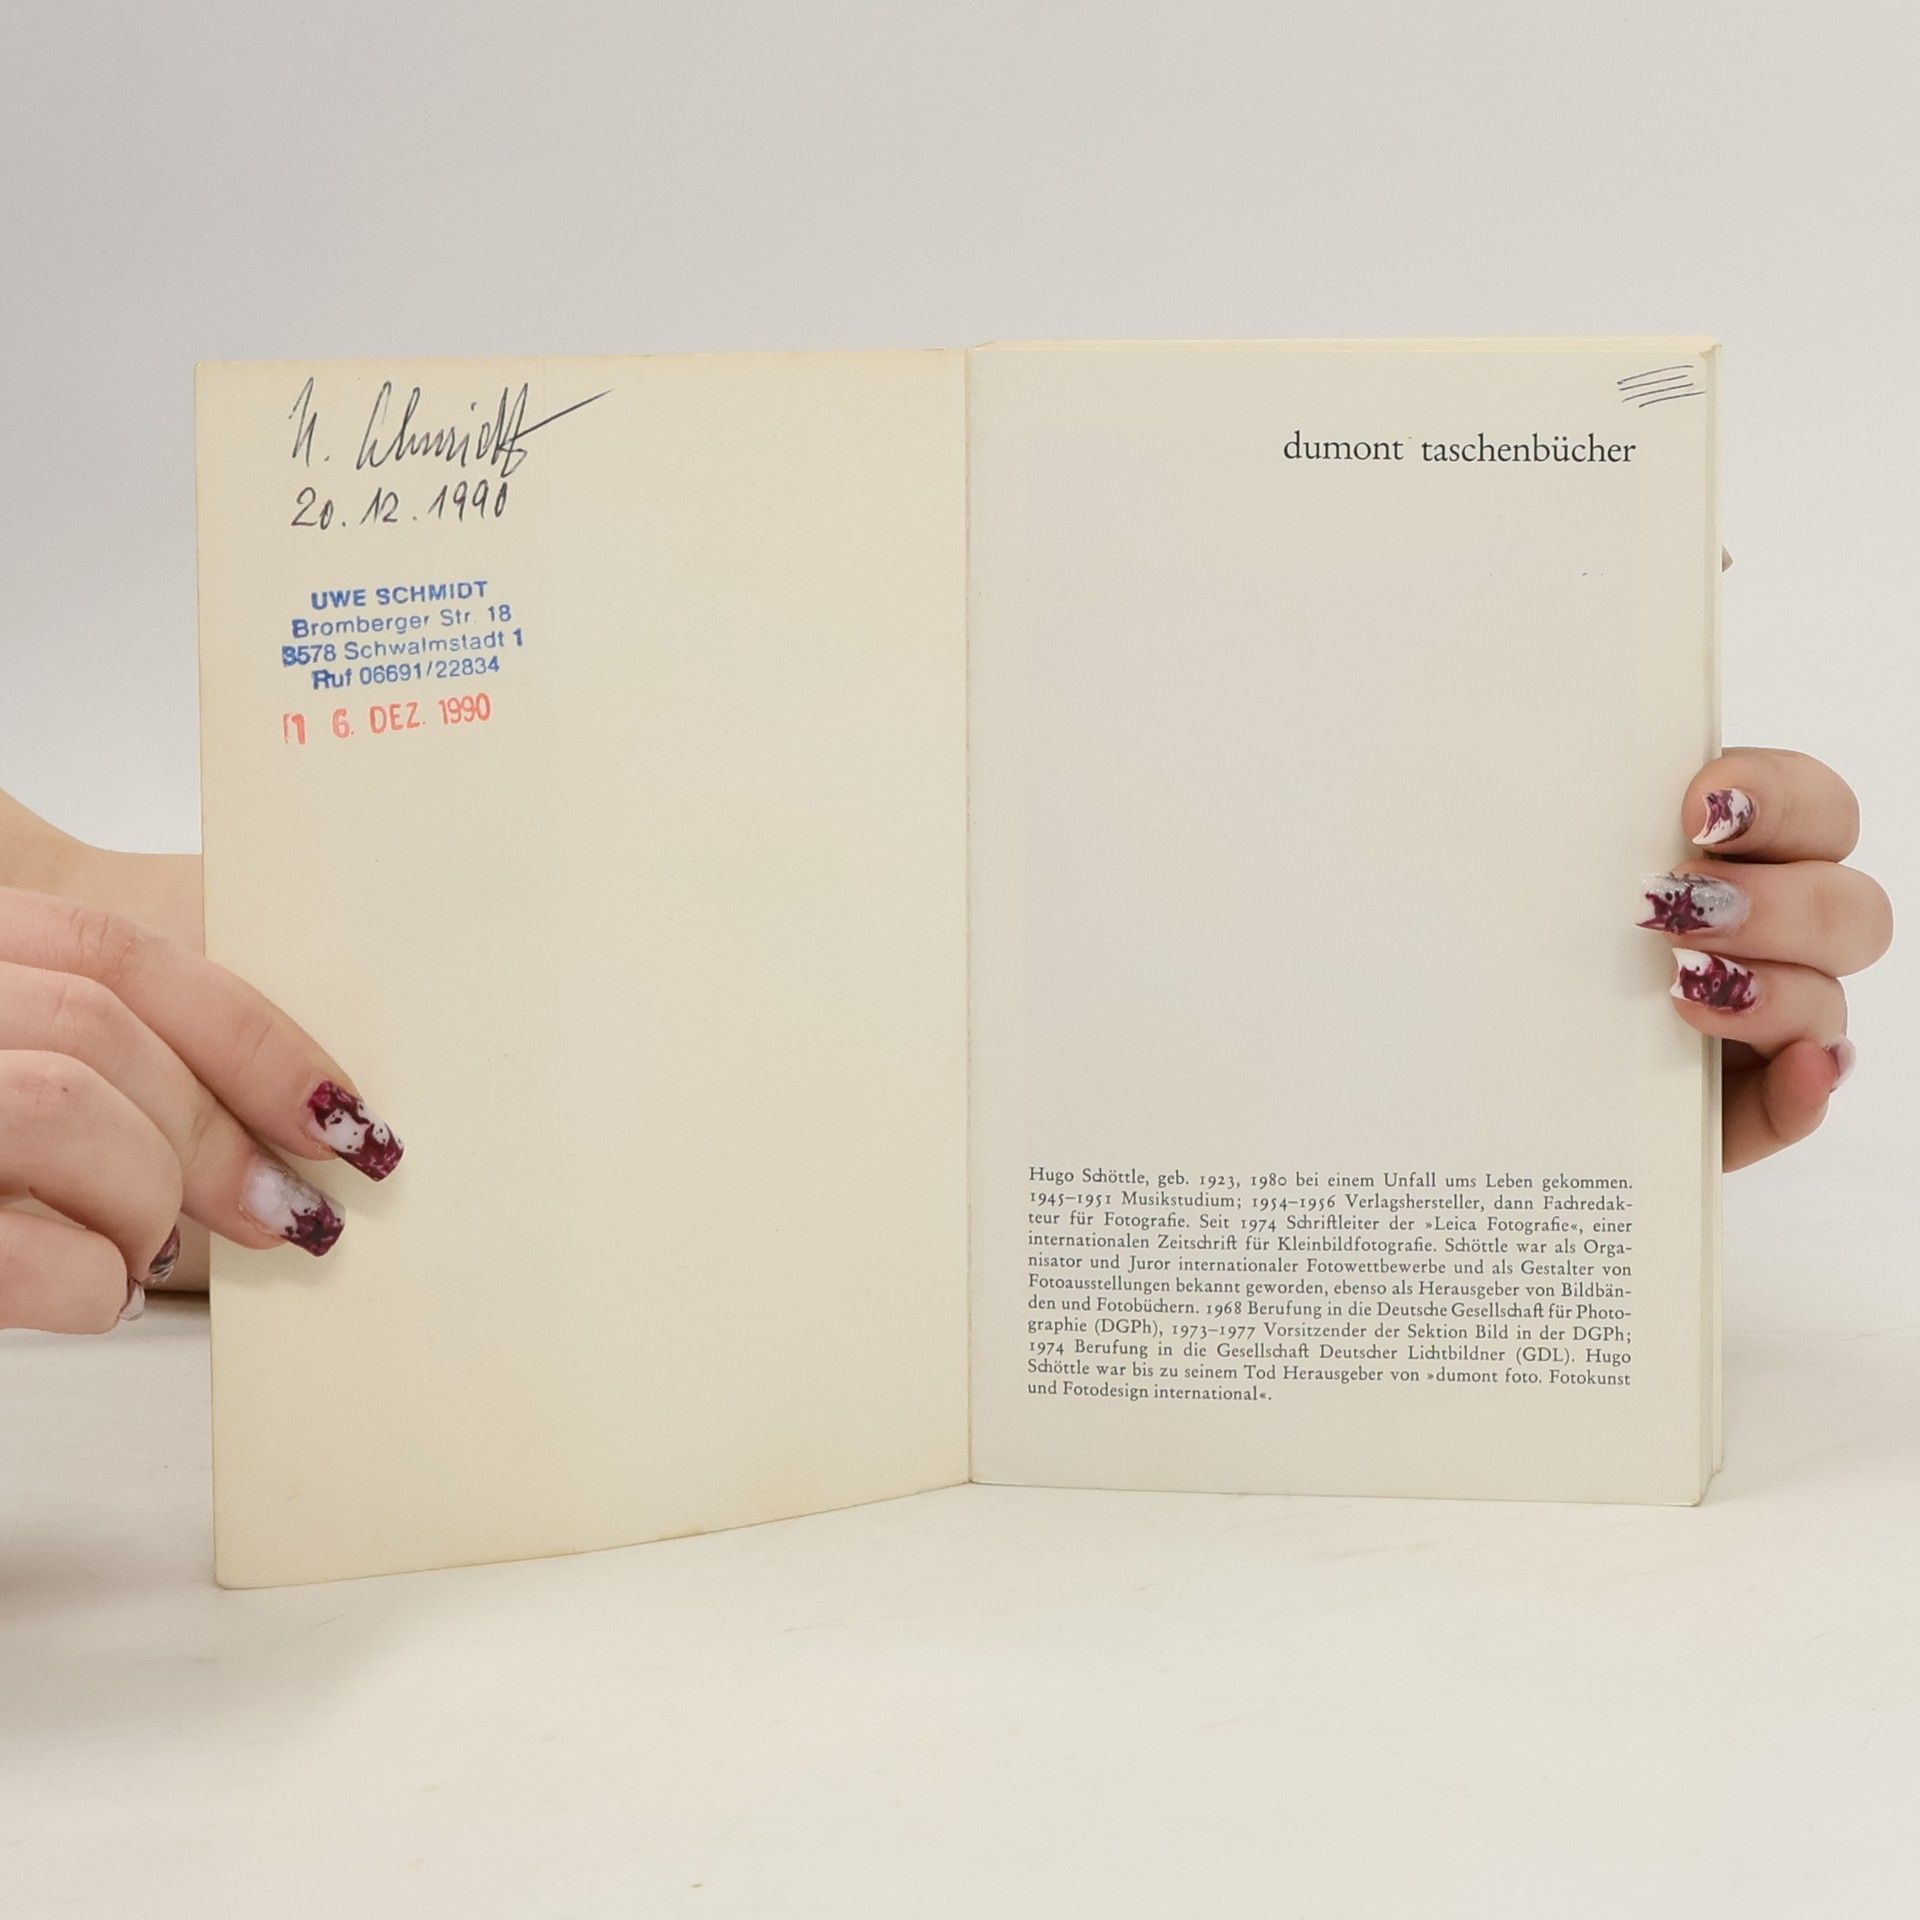 U. Schmidt
20.12.1990
UWE SCHMIDT
Bromberger Str. 18
3578 Schwalmstadt 1
Ruf 06691/22834
1 6. DEZ. 1990
dumont taschenbücher
Hugo Schöttle, geb. 1923, 1980 bei einem Unfall ums Leben gekommen.
1945–1951 Musikstudium; 1954–1956 Verlagshersteller, dann Fachredak-
teur für Fotografie. Seit 1974 Schriftleiter der »Leica Fotografie«, einer
internationalen Zeitschrift für Kleinbildfotografie. Schöttle war als Orga-
nisator und Juror internationaler Fotowettbewerbe und als Gestalter von
Fotoausstellungen bekannt geworden, ebenso als Herausgeber von Bildbän-
den und Fotobüchern. 1968 Berufung in die Deutsche Gesellschaft für Photo-
graphie (DGPh), 1973–1977 Vorsitzender der Sektion Bild in der DGPh;
1974 Berufung in die Gesellschaft Deutscher Lichtbildner (GDL). Hugo
Schöttle war bis zu seinem Tod Herausgeber von »dumont foto. Fotokunst
und Fotodesign international«.